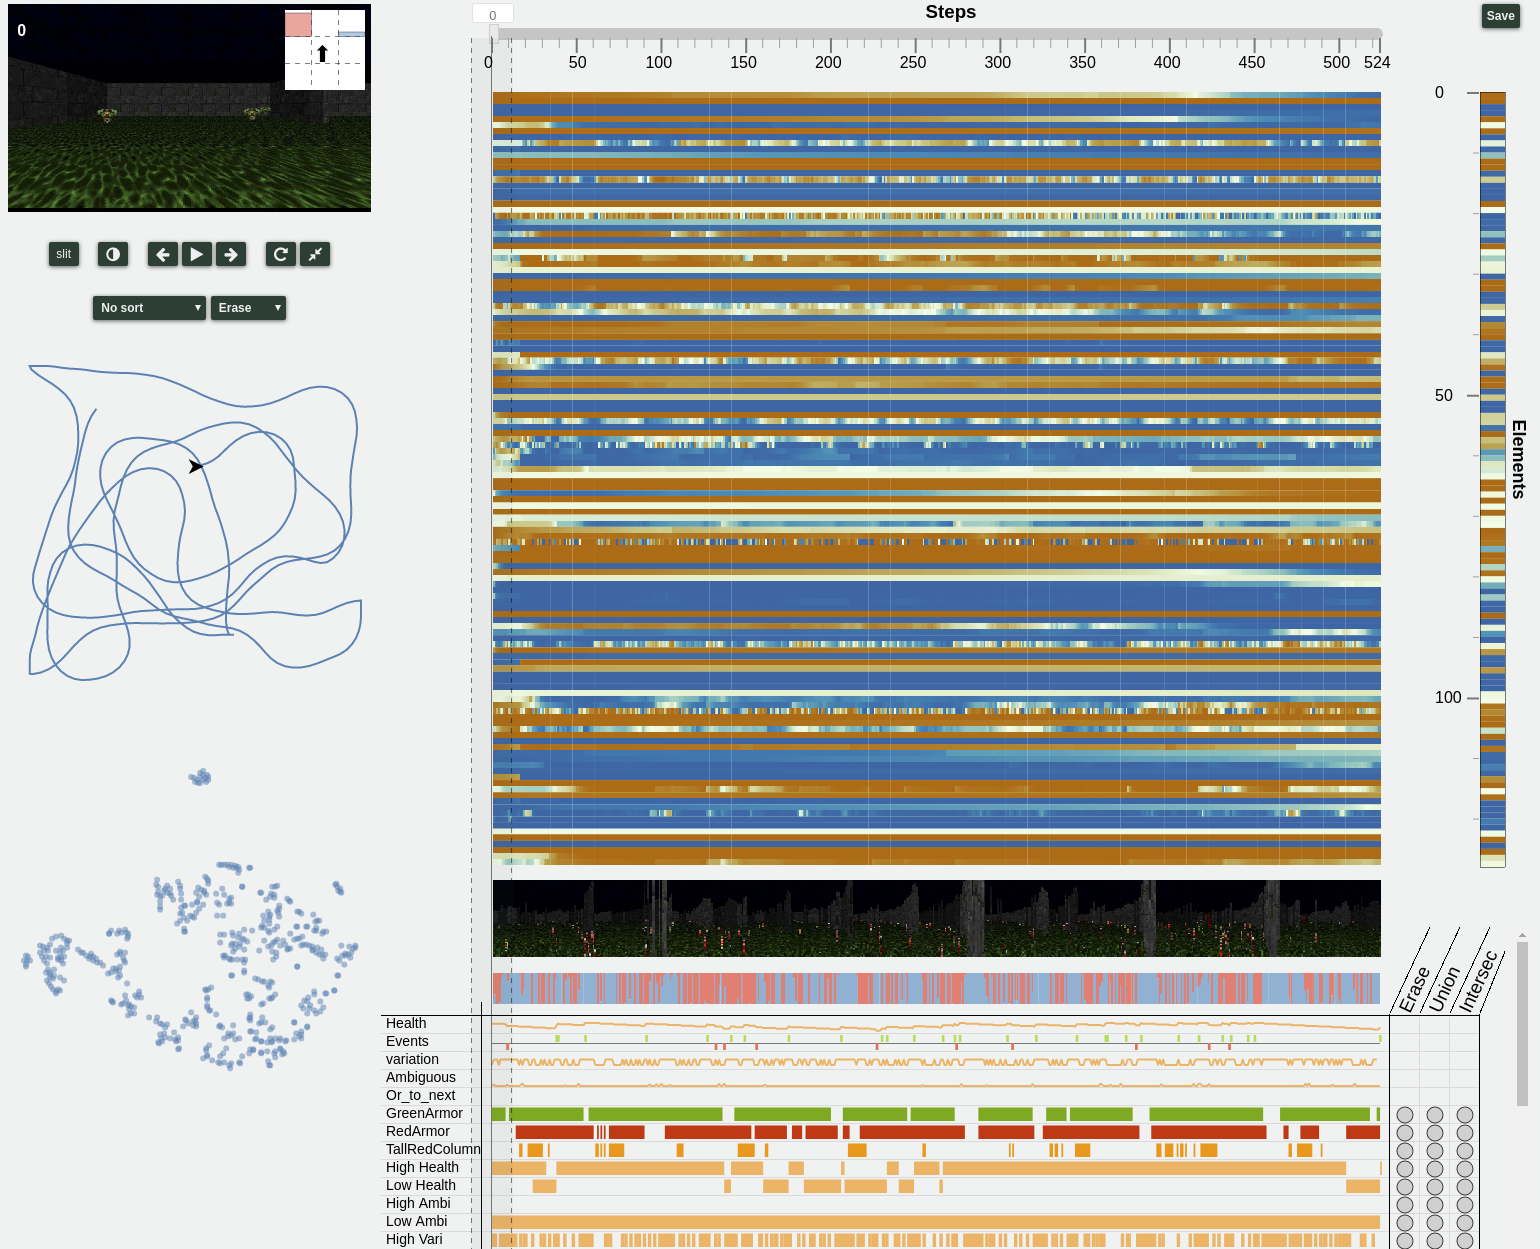 0
0
Steps
Save
0
50
100
150
200
250
300
350
400
450
500
524
slit
No sort
Erase
0
50
100
Elements
Erase
Union
Intersec
Health
Events
variation
Ambiguous
Or_to_next
GreenArmor
RedArmor
TallRedColumn
High Health
Low Health
High Ambi
Low Ambi
High Vari